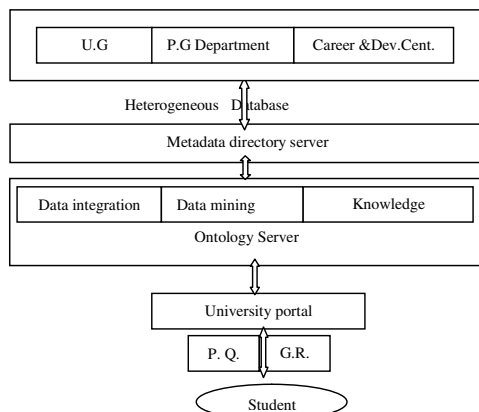 U.G P.G Department Career &Dev.Cent.
Heterogeneous Database
Metadata directory server
Data integration Data mining Knowledge
Ontology Server
University portal
P. Q. G.R.
Student